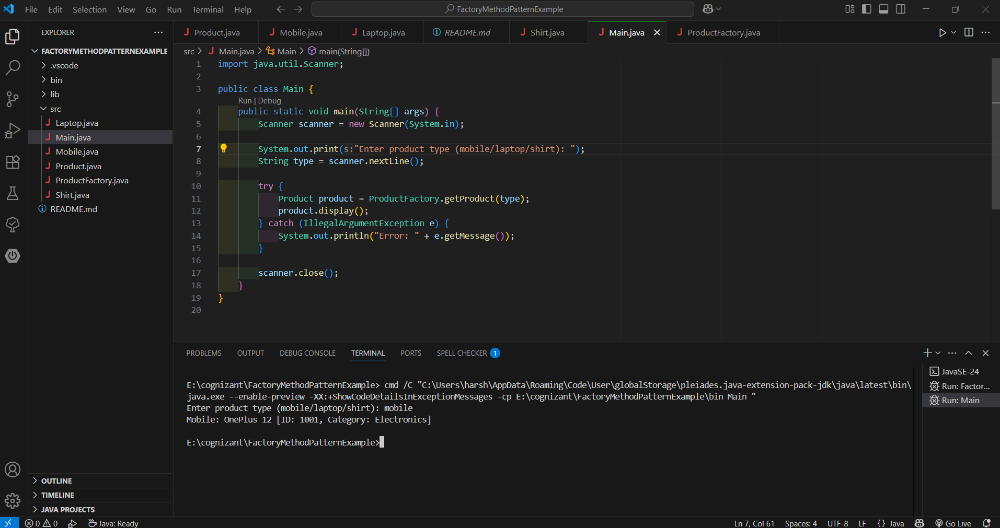 File Edit Selection View Go Run Terminal Help
FactoryMethodPatternExample
EXPLORER
FACTORYMETHODPATTERNEXAMPLE
.vscode
bin
lib
src
Laptop.java
Main.java
Mobile.java
Product.java
ProductFactory.java
Shirt.java
README.md
OUTLINE
TIMELINE
JAVA PROJECTS
Product.java Mobile.java Laptop.java README.md Shirt.java Main.java ProductFactory.java
src > Main.java > Main > main(String[])
1 import java.util.Scanner;
2
3 public class Main {
Run | Debug
4 public static void main(String[] args) {
5 Scanner scanner = new Scanner(System.in);
6
7 System.out.print(s:"Enter product type (mobile/laptop/shirt): ");
8 String type = scanner.nextLine();
9
10 try {
11 Product product = ProductFactory.getProduct(type);
12 product.display();
13 } catch (IllegalArgumentException e) {
14 System.out.println("Error: " + e.getMessage());
15 }
16
17 scanner.close();
18 }
19 }
20
PROBLEMS OUTPUT DEBUG CONSOLE TERMINAL PORTS SPELL CHECKER 1
E:\cognizant\FactoryMethodPatternExample> cmd /C "C:\Users\harsh\AppData\Roaming\Code\User\globalStorage\pleiades.java-extension-pack-jdk\java\latest\bin\
java.exe --enable-preview -XX:+ShowCodeDetailsInExceptionMessages -cp E:\cognizant\FactoryMethodPatternExample\bin Main "
Enter product type (mobile/laptop/shirt): mobile
Mobile: OnePlus 12 [ID: 1001, Category: Electronics]
E:\cognizant\FactoryMethodPatternExample>
JavaSE-24
Run: Factor...
Run: Main
0 0 Java: Ready
Ln 7, Col 61 Spaces: 4 UTF-8 LF {} Java Go Live